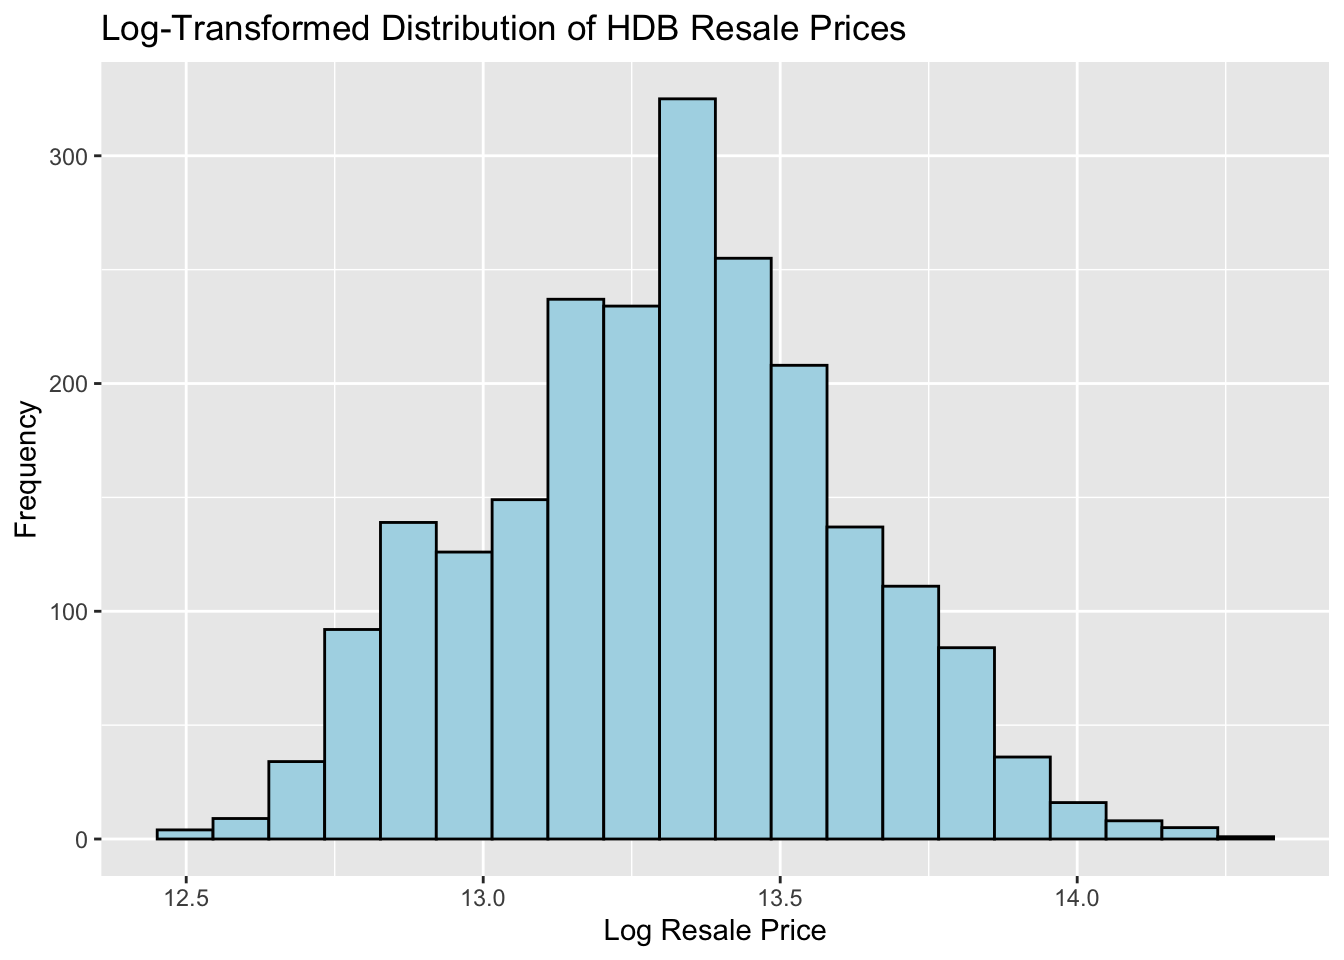 Log-Transformed Distribution of HDB Resale Prices
300
200
100
0
Frequency
12.5 13.0 13.5 14.0
Log Resale Price